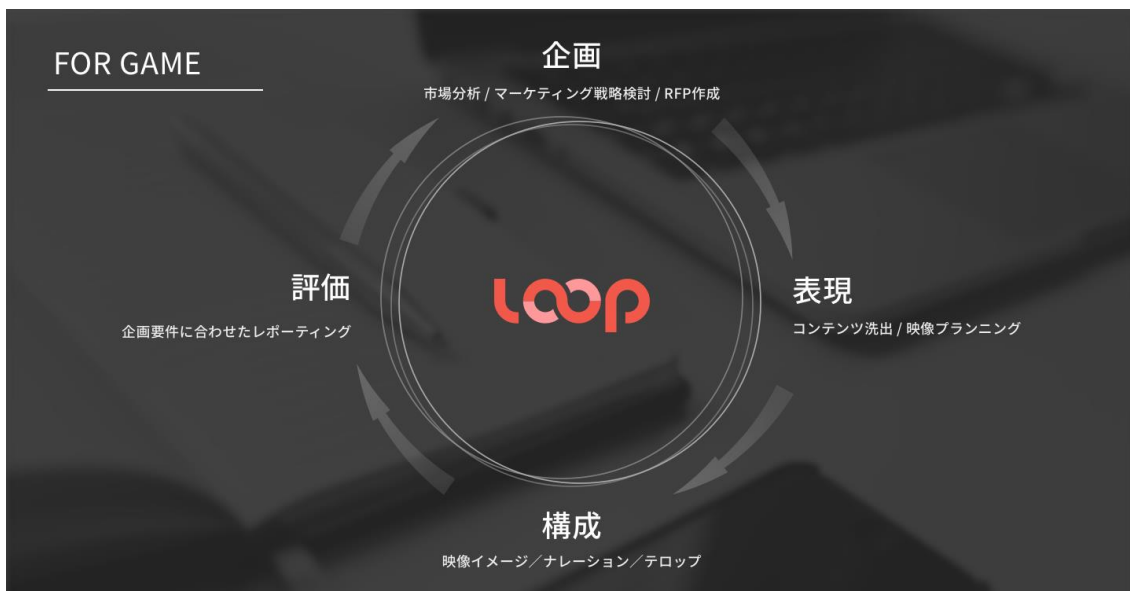 FOR GAME
企画
市場分析 / マーケティング戦略検討 / RFP作成
評価
企画要件に合わせたレポーティング
LOOP
表現
コンテンツ洗出 / 映像プランニング
構成
映像イメージ／ナレーション／テロップ